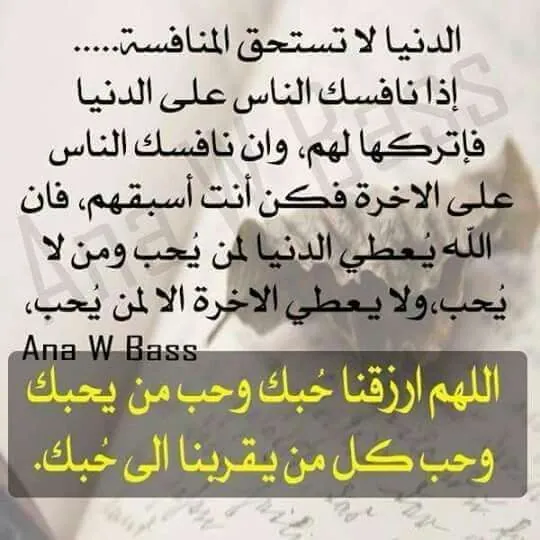 الدنيا لا تستحق المنافسة.....
إذا نافسك الناس على الدنيا
فإتركها لهم، وان نافسك الناس
على الاخرة فكن أنت أسبقهم، فان
الله يُعطي الدنيا لمن يُحب ومن لا
يُحب،ولا يعطي الاخرة الا لمن يُحب،
Ana W Bass
اللهم ارزقنا حُبك وحب من يحبك
وحب كل من يقربنا الى حُبك.
Ana W Bass